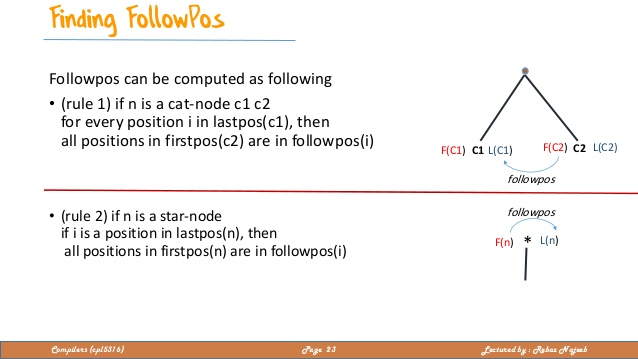 Finding FollowPos
Followpos can be computed as following
• (rule 1) if n is a cat-node c1 c2
for every position i in lastpos(c1), then
all positions in firstpos(c2) are in followpos(i)
F(C1) C1 L(C1)
F(C2) C2 L(C2)
followpos
• (rule 2) if n is a star-node
if i is a position in lastpos(n), then
all positions in firstpos(n) are in followpos(i)
followpos
F(n) * L(n)
Compilers (cpl5316) Page 23 Lectured by : Rebaz Najeeb